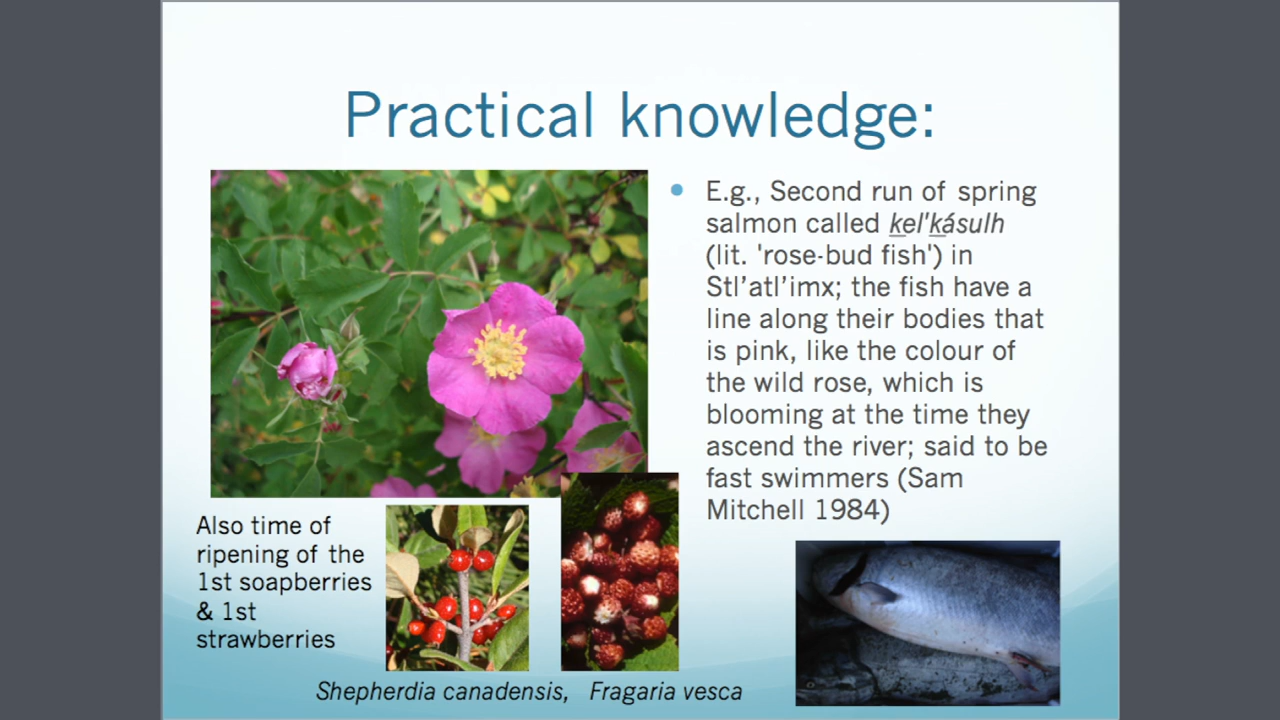 Practical knowledge:
E.g., Second run of spring
salmon called ḵel'ḵásulh
(lit. 'rose-bud fish') in
Stl’atl’imx; the fish have a
line along their bodies that
is pink, like the colour of
the wild rose, which is
blooming at the time they
ascend the river; said to be
fast swimmers (Sam
Mitchell 1984)
Also time of
ripening of the
1st soapberries
& 1st
strawberries
Shepherdia canadensis, Fragaria vesca